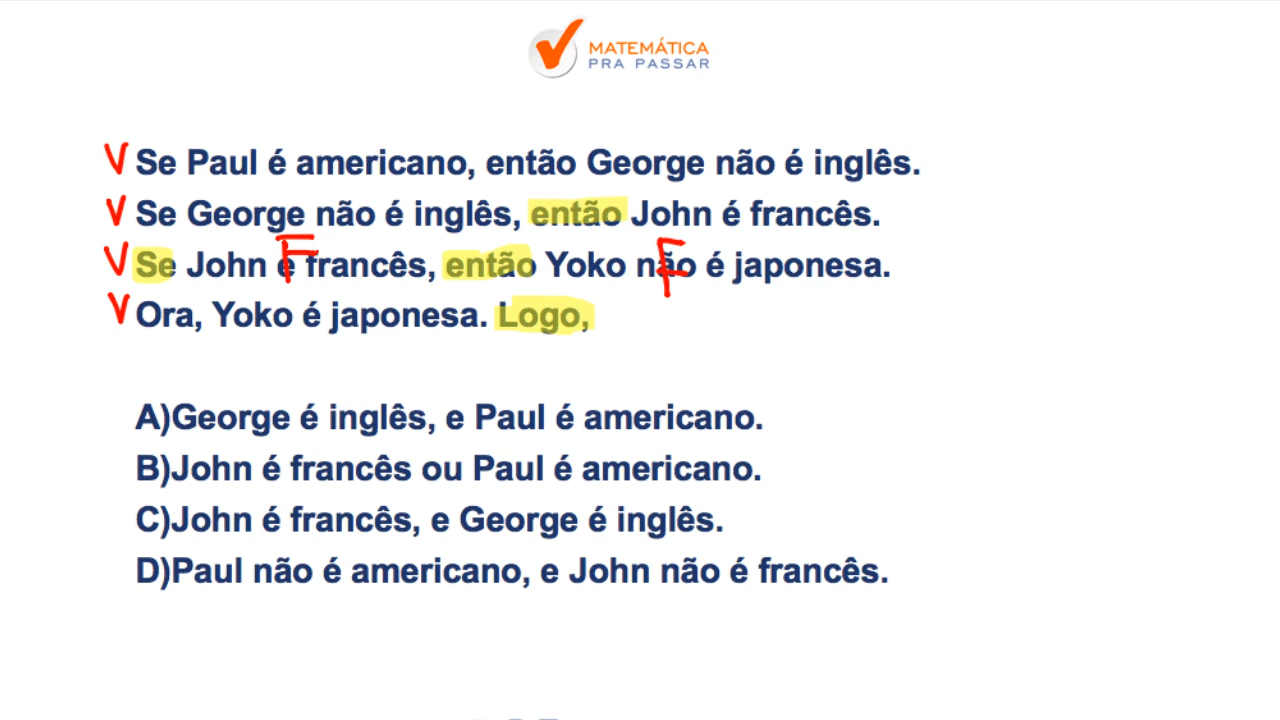 MATEMÁTICA
PRA PASSAR
V Se Paul é americano, então George não é inglês.
V Se George não é inglês, então John é francês.
F F
V Se John é francês, então Yoko não é japonesa.
V Ora, Yoko é japonesa. Logo,
A)George é inglês, e Paul é americano.
B)John é francês ou Paul é americano.
C)John é francês, e George é inglês.
D)Paul não é americano, e John não é francês.